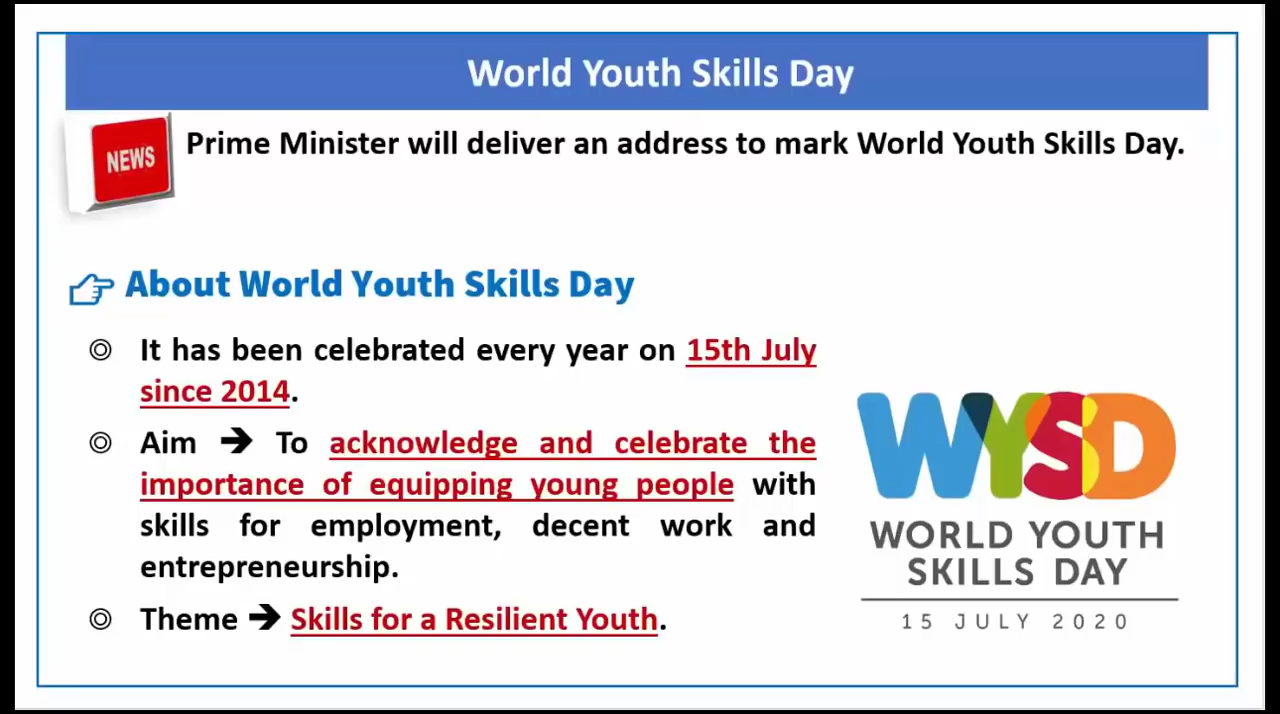 World Youth Skills Day
NEWS
Prime Minister will deliver an address to mark World Youth Skills Day.
About World Youth Skills Day
It has been celebrated every year on 15th July
since 2014.
Aim ➔ To acknowledge and celebrate the
importance of equipping young people with
skills for employment, decent work and
entrepreneurship.
Theme ➔ Skills for a Resilient Youth.
WYSD
WORLD YOUTH
SKILLS DAY
15 JULY 2020